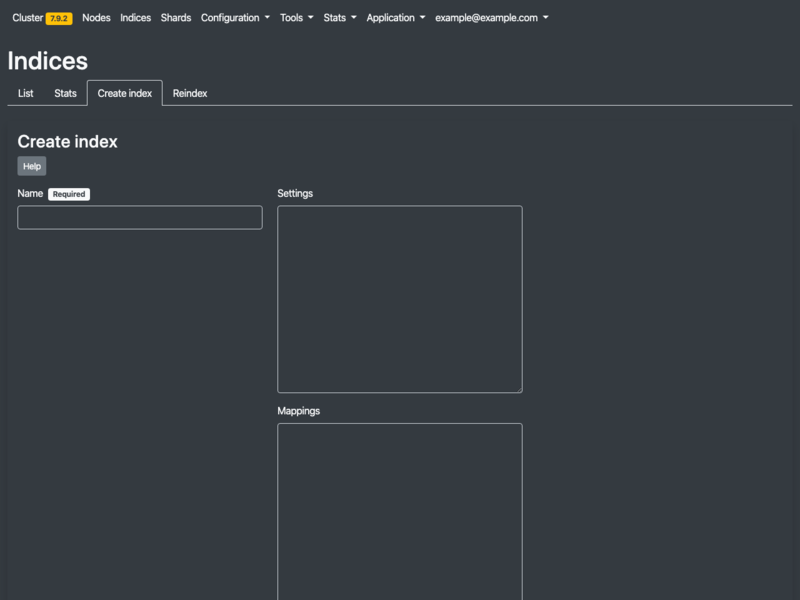 Cluster 7.9.2 Nodes Indices Shards Configuration Tools Stats Application example@example.com
Indices
List Stats Create index Reindex
Create index
Help
Name Required
Settings
Mappings